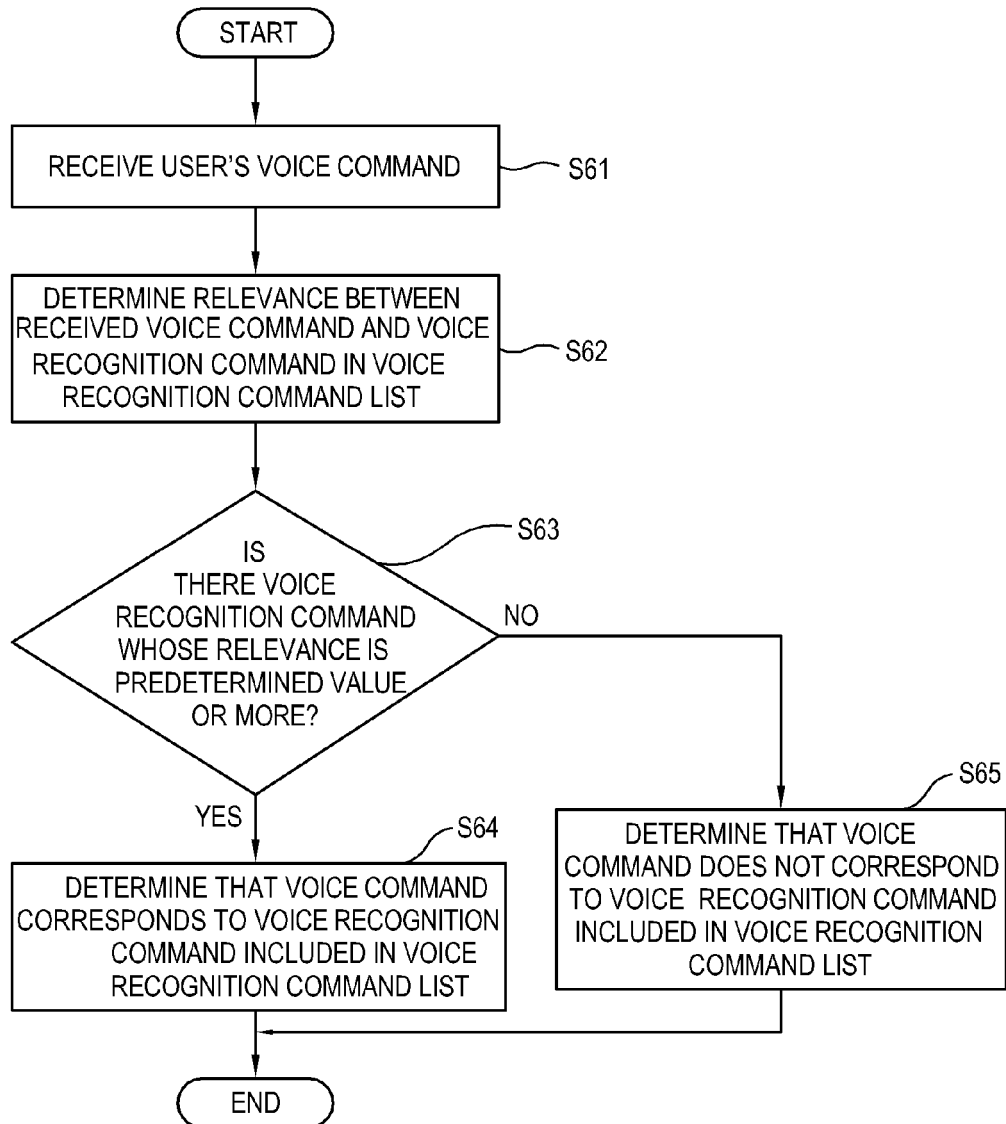 START
RECEIVE USER'S VOICE COMMAND
S61
DETERMINE RELEVANCE BETWEEN
RECEIVED VOICE COMMAND AND VOICE
RECOGNITION COMMAND IN VOICE
RECOGNITION COMMAND LIST
S62
IS
THERE VOICE
RECOGNITION COMMAND
WHOSE RELEVANCE IS
PREDETERMINED VALUE
OR MORE?
S63
NO
YES
S64
DETERMINE THAT VOICE COMMAND
CORRESPONDS TO VOICE RECOGNITION
COMMAND INCLUDED IN VOICE
RECOGNITION COMMAND LIST
S65
DETERMINE THAT VOICE
COMMAND DOES NOT CORRESPOND
TO VOICE RECOGNITION COMMAND
INCLUDED IN VOICE RECOGNITION
COMMAND LIST
END